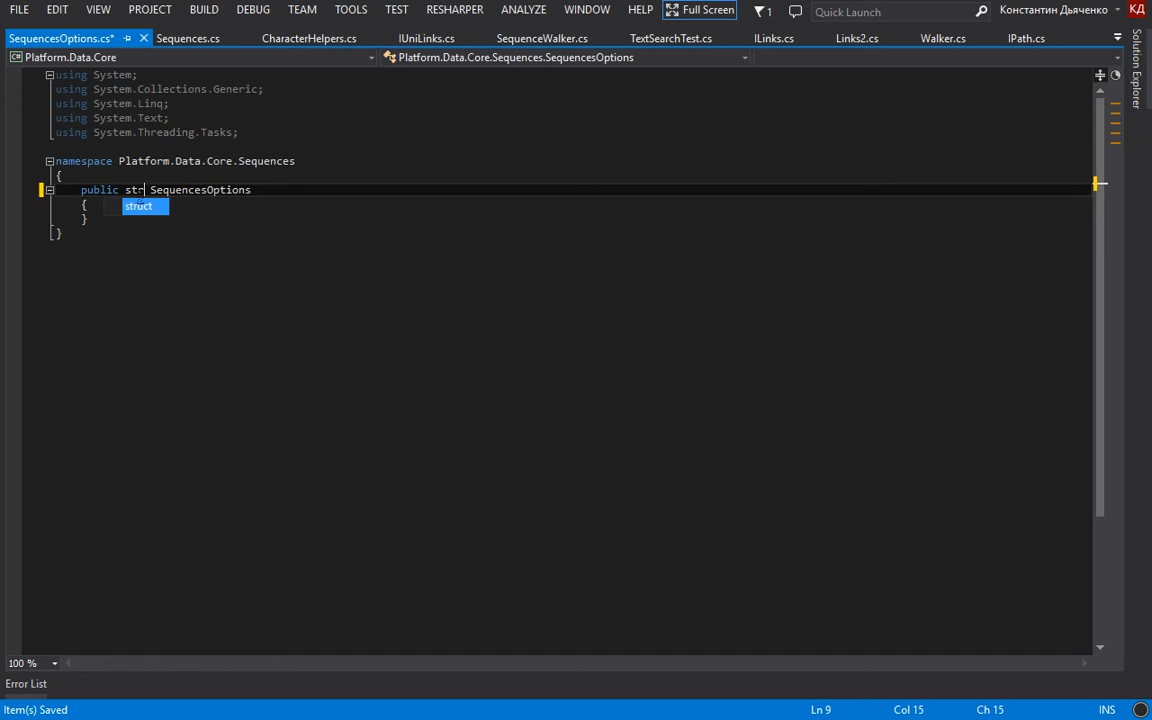 FILE EDIT VIEW PROJECT BUILD DEBUG TEAM TOOLS TEST RESHARPER ANALYZE WINDOW HELP Full Screen 1 Quick Launch Константин Дьяченко КД
SequencesOptions.cs* Sequences.cs CharacterHelpers.cs IUniLinks.cs SequenceWalker.cs TextSearchTest.cs ILinks.cs Links2.cs Walker.cs IPath.cs
Platform.Data.Core Platform.Data.Core.Sequences.SequencesOptions
Solution Explorer
using System;
using System.Collections.Generic;
using System.Linq;
using System.Text;
using System.Threading.Tasks;
namespace Platform.Data.Core.Sequences
{
public str SequencesOptions
{ struct
}
}
100 %
Error List
Item(s) Saved Ln 9 Col 15 Ch 15 INS